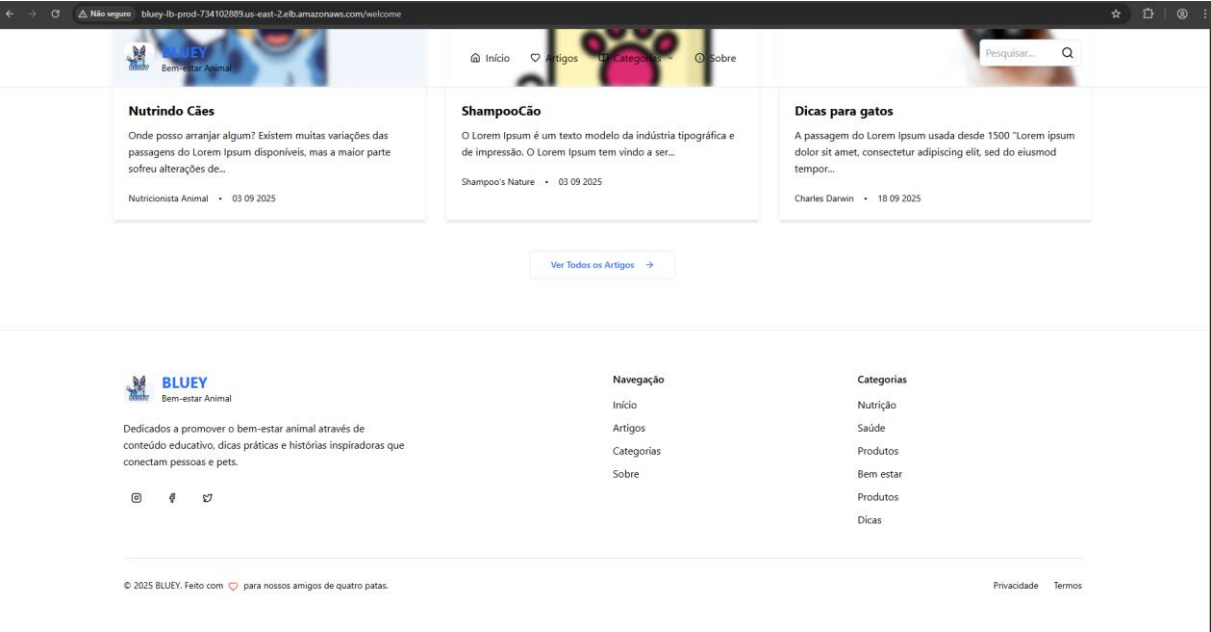 Não seguro bluey-lb-prod-734102889.us-east-2.elb.amazonaws.com/welcome
BLUEY
Bem-estar Animal
Início
Artigos
Categorias
Sobre
Pesquisar...
Nutrindo Cães
Onde posso arranjar algum? Existem muitas variações das
passagens do Lorem Ipsum disponíveis, mas a maior parte
sofreu alterações de...
Nutricionista Animal • 03 09 2025
ShampooCão
O Lorem Ipsum é um texto modelo da indústria tipográfica e
de impressão. O Lorem Ipsum tem vindo a ser...
Shampoo's Nature • 03 09 2025
Dicas para gatos
A passagem do Lorem Ipsum usada desde 1500 "Lorem ipsum
dolor sit amet, consectetur adipiscing elit, sed do eiusmod
tempor...
Charles Darwin • 18 09 2025
Ver Todos os Artigos →
BLUEY
Bem-estar Animal
Dedicados a promover o bem-estar animal através de
conteúdo educativo, dicas práticas e histórias inspiradoras que
conectam pessoas e pets.
Navegação
Início
Artigos
Categorias
Sobre
Categorias
Nutrição
Saúde
Produtos
Bem estar
Produtos
Dicas
© 2025 BLUEY. Feito com para nossos amigos de quatro patas.
Privacidade Termos